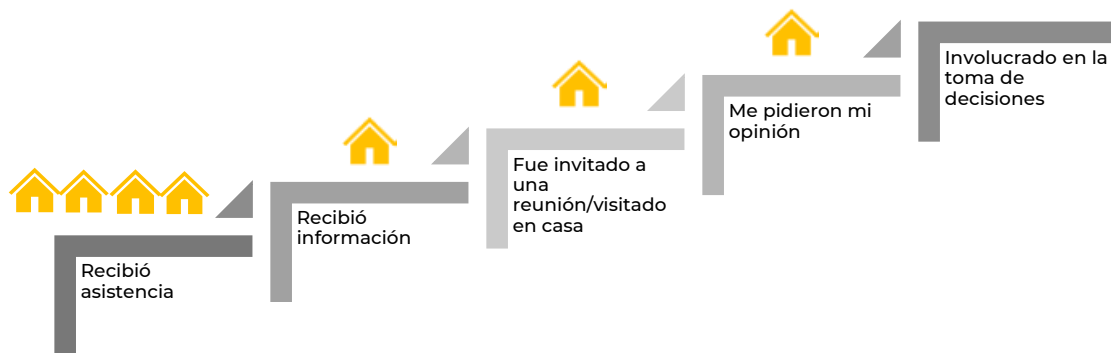 Recibió
asistencia
Recibió
información
Fue invitado a
una
reunión/visitado
en casa
Me pidieron mi
opinión
Involucrado en la
toma de
decisiones